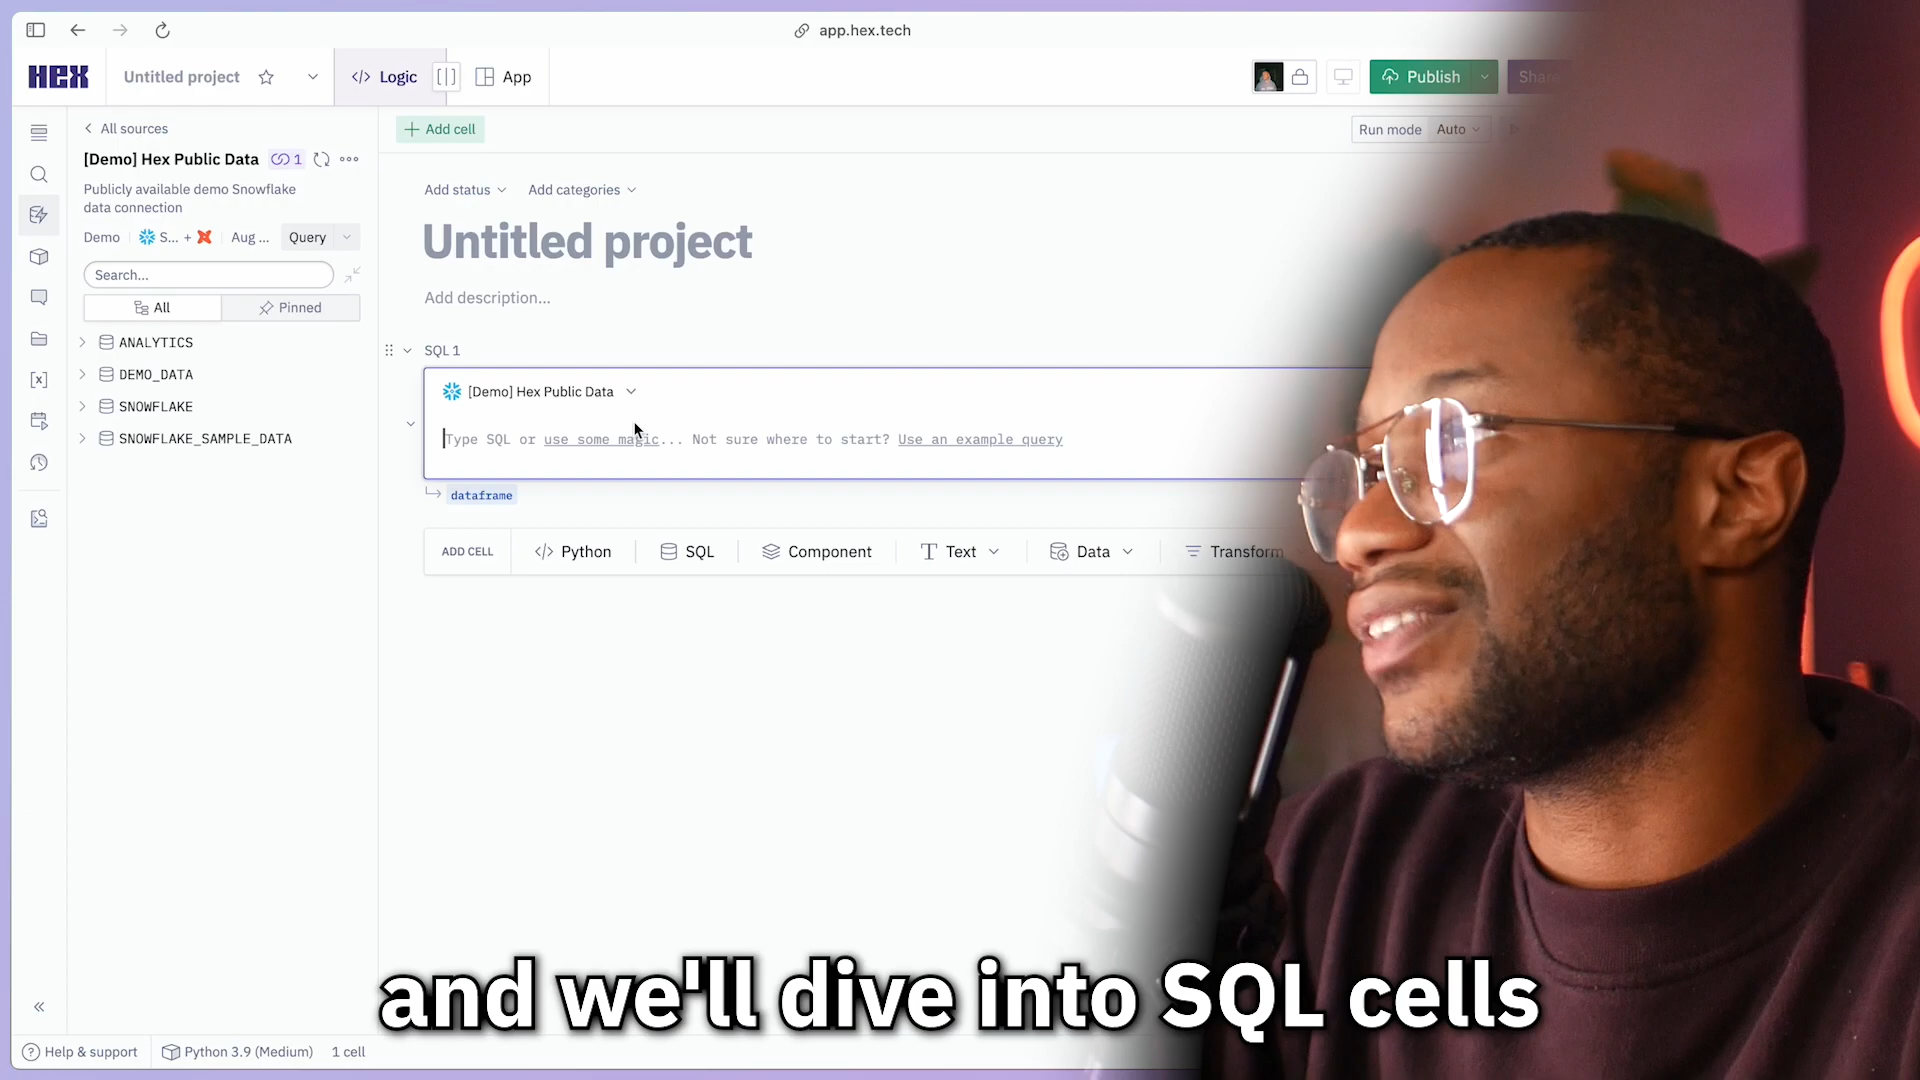 app.hex.tech
HEX
Untitled project
</> Logic
App
Publish
Share
All sources
[Demo] Hex Public Data
1
Publicly available demo Snowflake
data connection
Demo
S... +
Aug ...
Query
Search...
All
Pinned
ANALYTICS
DEMO_DATA
SNOWFLAKE
SNOWFLAKE_SAMPLE_DATA
+ Add cell
Run mode Auto
Add status
Add categories
Untitled project
Add description...
SQL 1
[Demo] Hex Public Data
Type SQL or use some magic... Not sure where to start? Use an example query
dataframe
ADD CELL
</> Python
SQL
Component
Text
Data
Transform
and we'll dive into SQL cells
Help & support
Python 3.9 (Medium)
1 cell